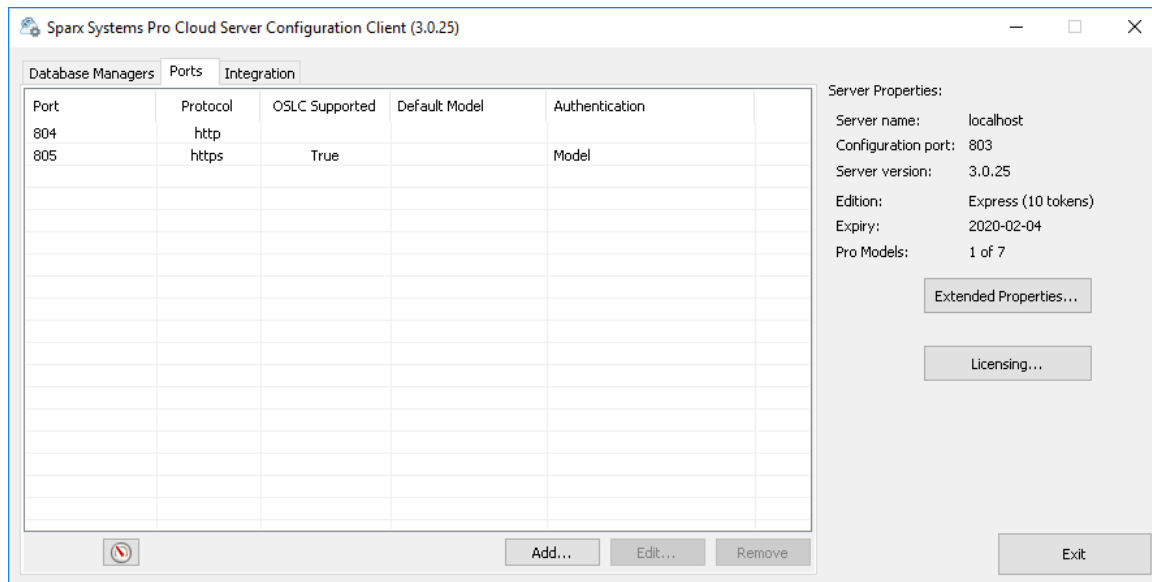 Sparx Systems Pro Cloud Server Configuration Client (3.0.25)
Database Managers Ports Integration
Port Protocol OSLC Supported Default Model Authentication
804 http
805 https True Model
Server Properties:
Server name: localhost
Configuration port: 803
Server version: 3.0.25
Edition: Express (10 tokens)
Expiry: 2020-02-04
Pro Models: 1 of 7
Extended Properties...
Licensing...
Add... Edit... Remove
Exit